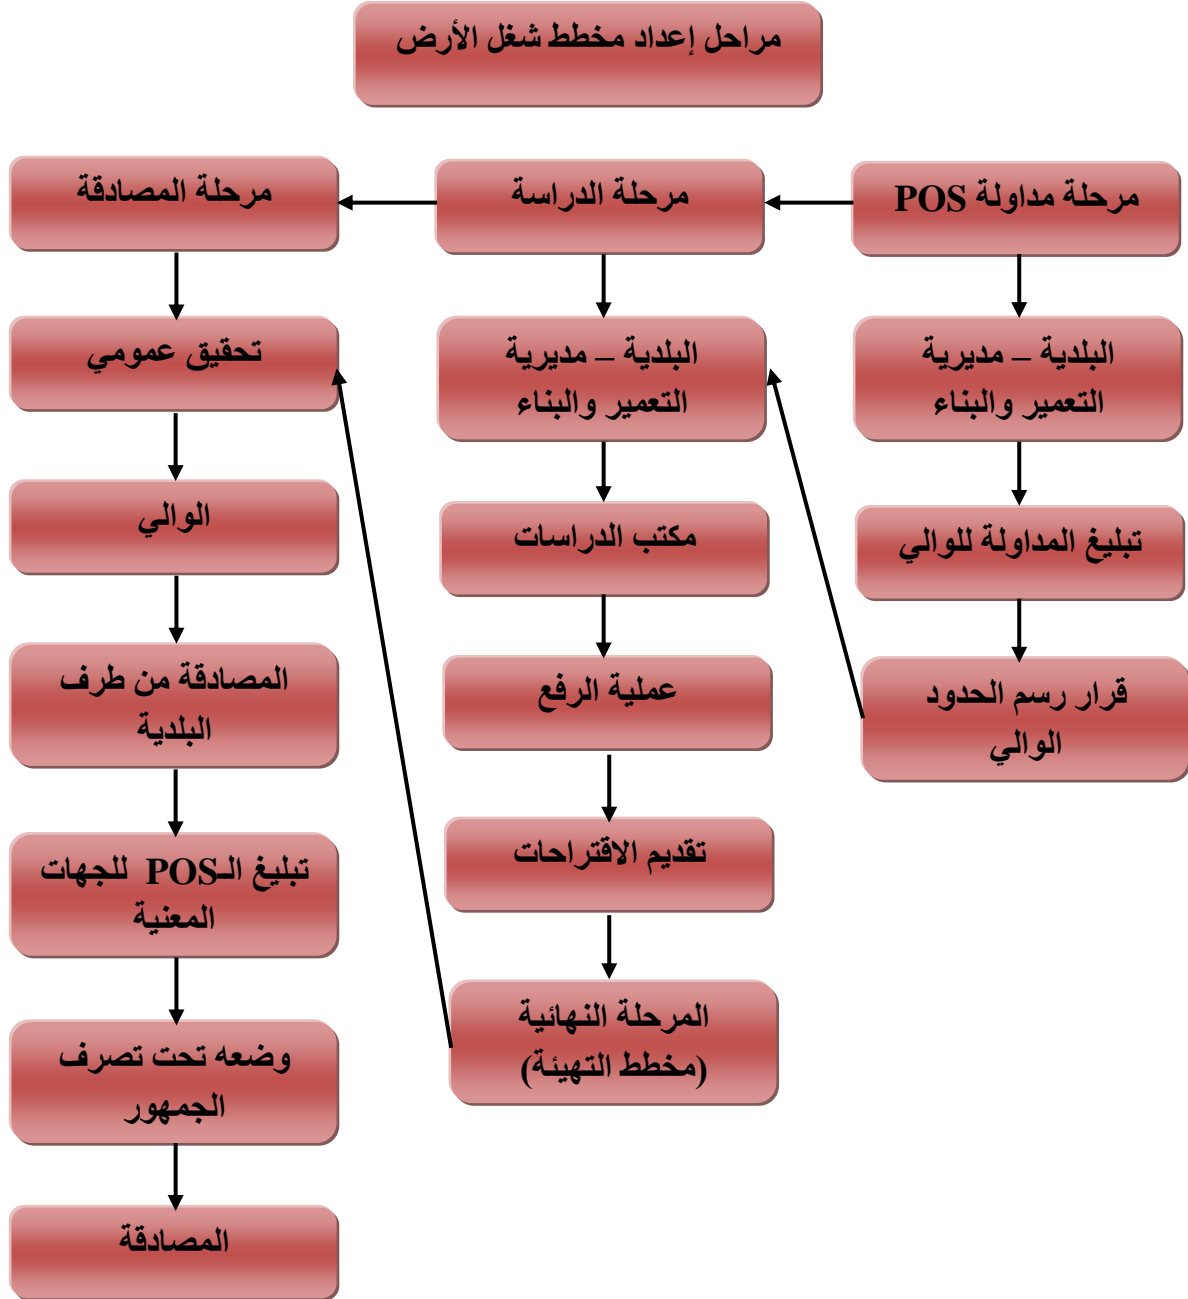 مراحل إعداد مخطط شغل الأرض
مرحلة مداولة POS
مرحلة الدراسة
مرحلة المصادقة
البلدية – مديرية
التعمير والبناء
تبليغ المداولة للوالي
قرار رسم الحدود
الوالي
البلدية – مديرية
التعمير والبناء
مكتب الدراسات
عملية الرفع
تقديم الاقتراحات
المرحلة النهائية
(مخطط التهيئة)
تحقيق عمومي
الوالي
المصادقة من طرف
البلدية
تبليغ الـPOS للجهات
المعنية
وضعه تحت تصرف
الجمهور
المصادقة